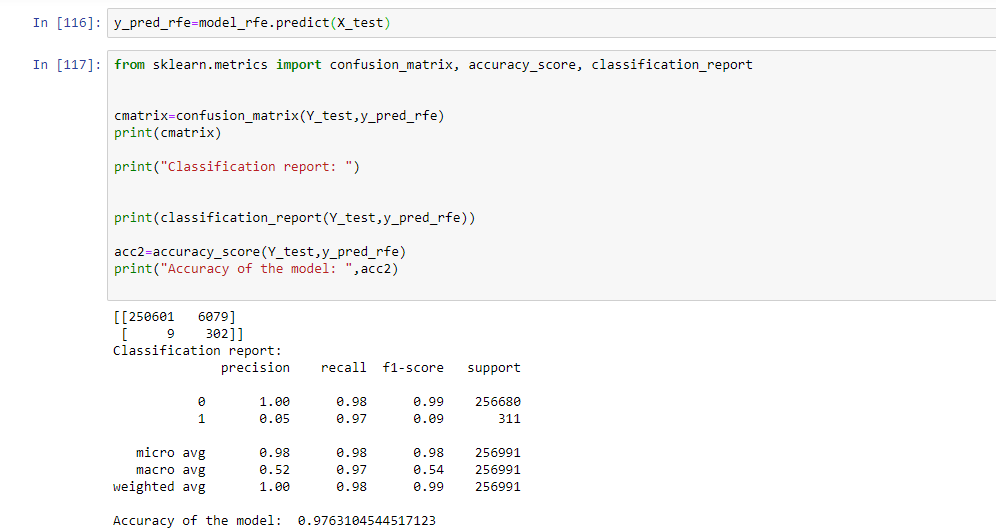 In [116]: y_pred_rfe=model_rfe.predict(X_test)
In [117]: from sklearn.metrics import confusion_matrix, accuracy_score, classification_report
cmatrix=confusion_matrix(Y_test,y_pred_rfe)
print(cmatrix)
print("Classification report: ")
print(classification_report(Y_test,y_pred_rfe))
acc2=accuracy_score(Y_test,y_pred_rfe)
print("Accuracy of the model: ",acc2)
[[250601   6079]
 [     9    302]]
Classification report:
              precision    recall  f1-score   support
           0       1.00      0.98      0.99    256680
           1       0.05      0.97      0.09       311
   micro avg       0.98      0.98      0.98    256991
   macro avg       0.52      0.97      0.54    256991
weighted avg       1.00      0.98      0.99    256991
Accuracy of the model:  0.9763104544517123